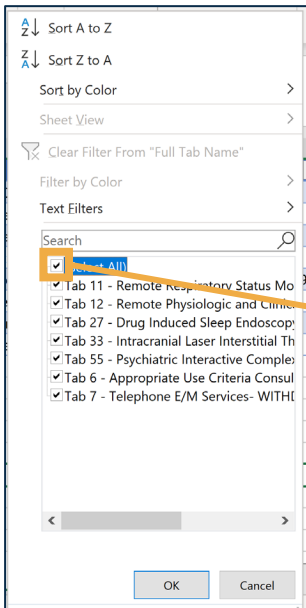 Sort A to Z
Sort Z to A
Sort by Color
Sheet View
Clear Filter From "Full Tab Name"
Filter by Color
Text Filters
Search
(Select All)
Tab 11 - Remote Respiratory Status Mo
Tab 12 - Remote Physiologic and Clinic
Tab 27 - Drug Induced Sleep Endoscopy
Tab 33 - Intracranial Laser Interstitial Th
Tab 55 - Psychiatric Interactive Complex
Tab 6 - Appropriate Use Criteria Consul
Tab 7 - Telephone E/M Services- WITH
OK Cancel